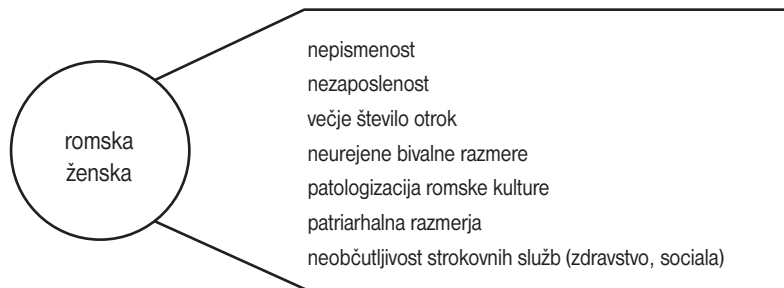 romska
ženska
nepismenost
nezaposlenost
večje število otrok
neurejene bivalne razmere
patologizacija romske kulture
patriarhalna razmerja
neobčutljivost strokovnih služb (zdravstvo, sociala)